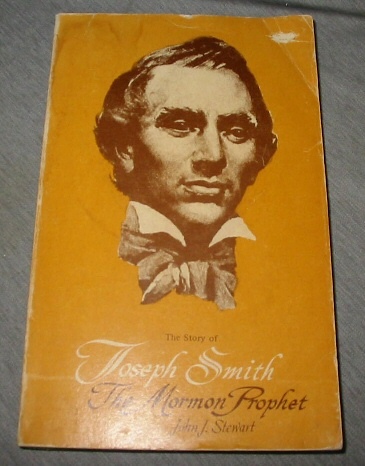 The Story of
Joseph Smith
The Mormon Prophet
John J. Stewart